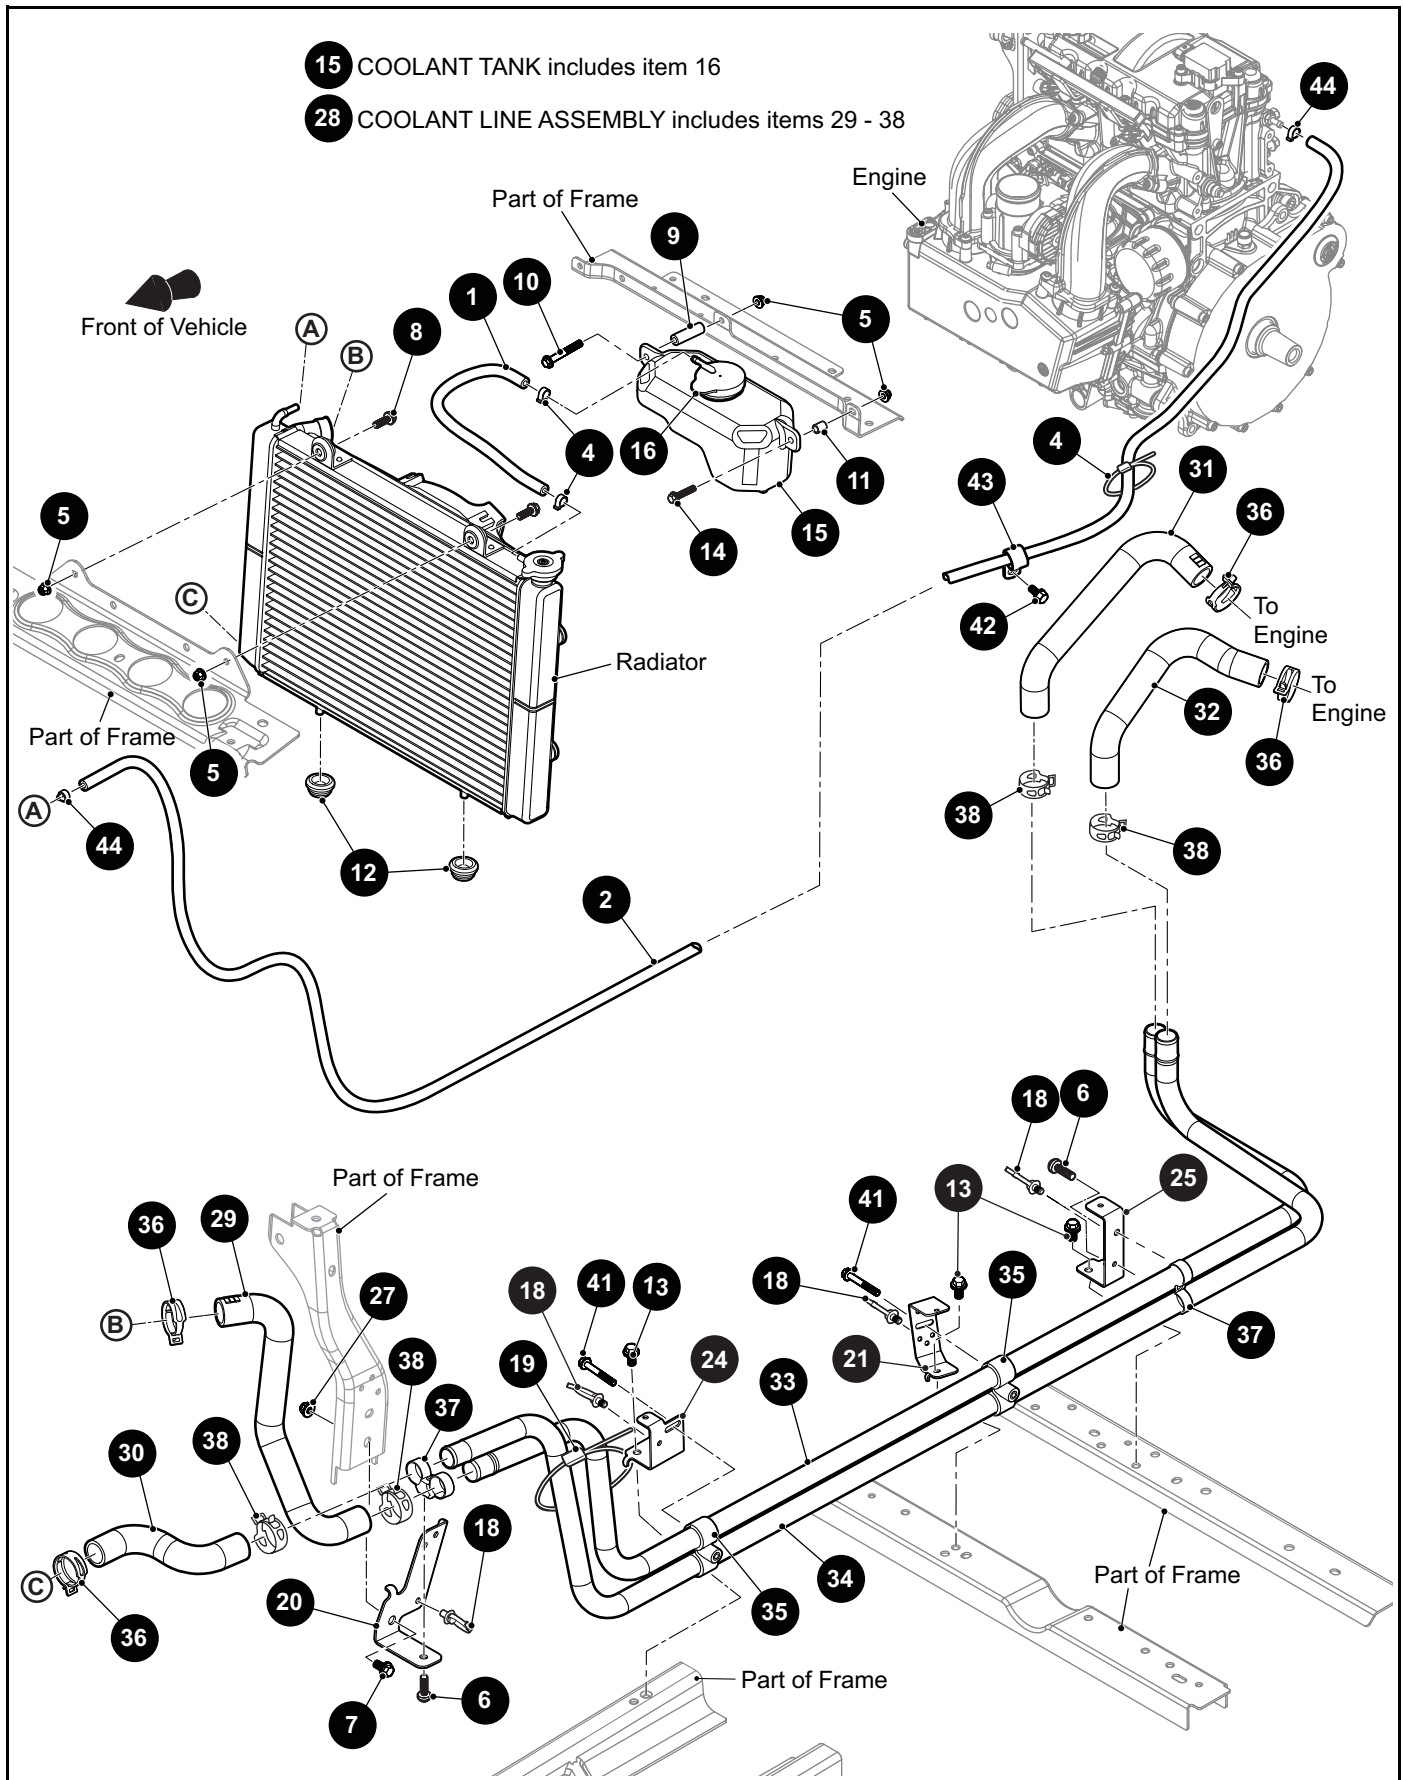 15 COOLANT TANK includes item 16
28 COOLANT LINE ASSEMBLY includes items 29 - 38
44
Engine
Part of Frame
9
10
1
5
Front of Vehicle
A
B
8
4
16
11
4
31
43
36
5
14
15
C
42
To
Engine
Radiator
To
Engine
32
Part of Frame
5
36
A
44
12
38
38
2
18
6
Part of Frame
25
13
41
36
29
27
41
18
13
18
35
B
19
24
21
37
38
37
33
30
38
18
34
Part of Frame
C
36
20
35
7
6
Part of Frame